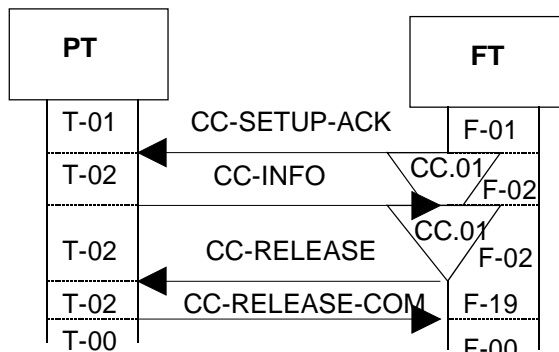 PT
FT
T-01
CC-SETUP-ACK
F-01
T-02
CC-INFO
CC.01
F-02
T-02
CC-RELEASE
CC.01
F-02
T-02
CC-RELEASE-COM
F-19
T-00
F-00